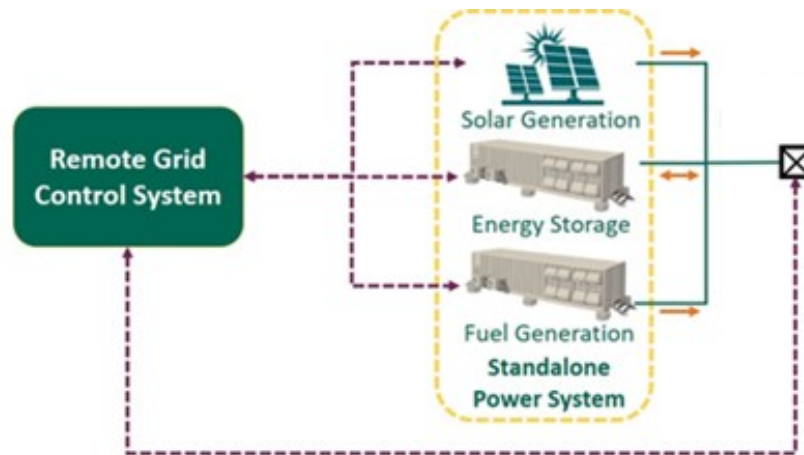 Remote Grid
Control System
Solar Generation
Energy Storage
Fuel Generation
Standalone
Power System